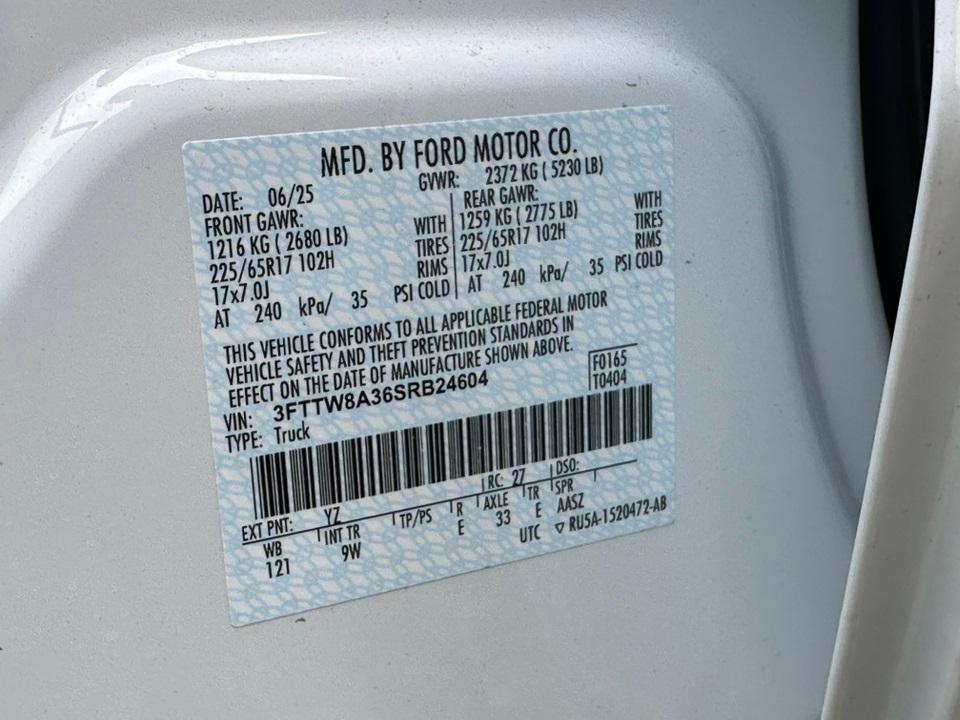 MFD. BY FORD MOTOR CO.
DATE: 06/25 GVWR: 2372 KG ( 5230 LB)
FRONT GAWR: WITH REAR GAWR: WITH
1216 KG ( 2680 LB) TIRES 1259 KG ( 2775 LB) TIRES
225/65R17 102H RIMS 225/65R17 102H RIMS
17x7.0J 17x7.0J
AT 240 kPa/ 35 PSI COLD AT 240 kPa/ 35 PSI COLD
THIS VEHICLE CONFORMS TO ALL APPLICABLE FEDERAL MOTOR
VEHICLE SAFETY AND THEFT PREVENTION STANDARDS IN
EFFECT ON THE DATE OF MANUFACTURE SHOWN ABOVE.
VIN: 3FTTW8A36SRB24604 F0165
TYPE: Truck T0404
EXT PNT: YZ RC: 27 DSO:
WB INT TR TP/PS R AXLE TR SPR
121 9W E 33 E AASZ
UTC ▽ RU5A-1520472-AB